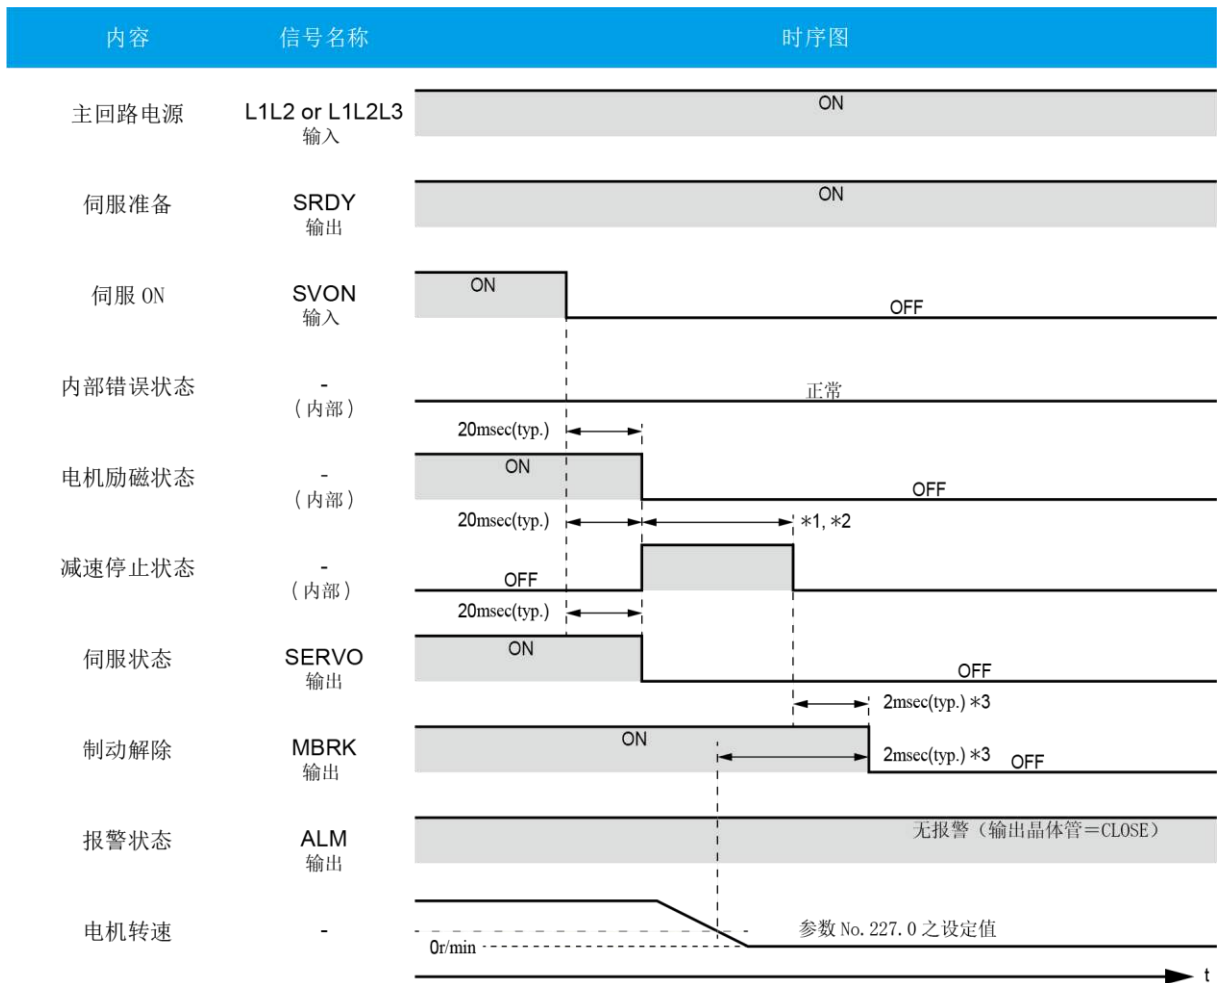 内容 信号名称 时序图
主回路电源 L1L2 or L1L2L3 ON
输入
伺服准备 SRDY ON
输出
伺服 ON SVON ON OFF
输入
内部错误状态 - 正常
（内部）
20msec(typ.)
电机励磁状态 - ON OFF
（内部）
20msec(typ.) *1, *2
减速停止状态 - OFF
（内部）
20msec(typ.)
伺服状态 SERVO ON OFF
输出
2msec(typ.) *3
制动解除 MBRK ON 2msec(typ.) *3 OFF
输出
报警状态 ALM 无报警（输出晶体管＝CLOSE）
输出
电机转速 - 参数 No. 227.0 之设定值
0r/min
t